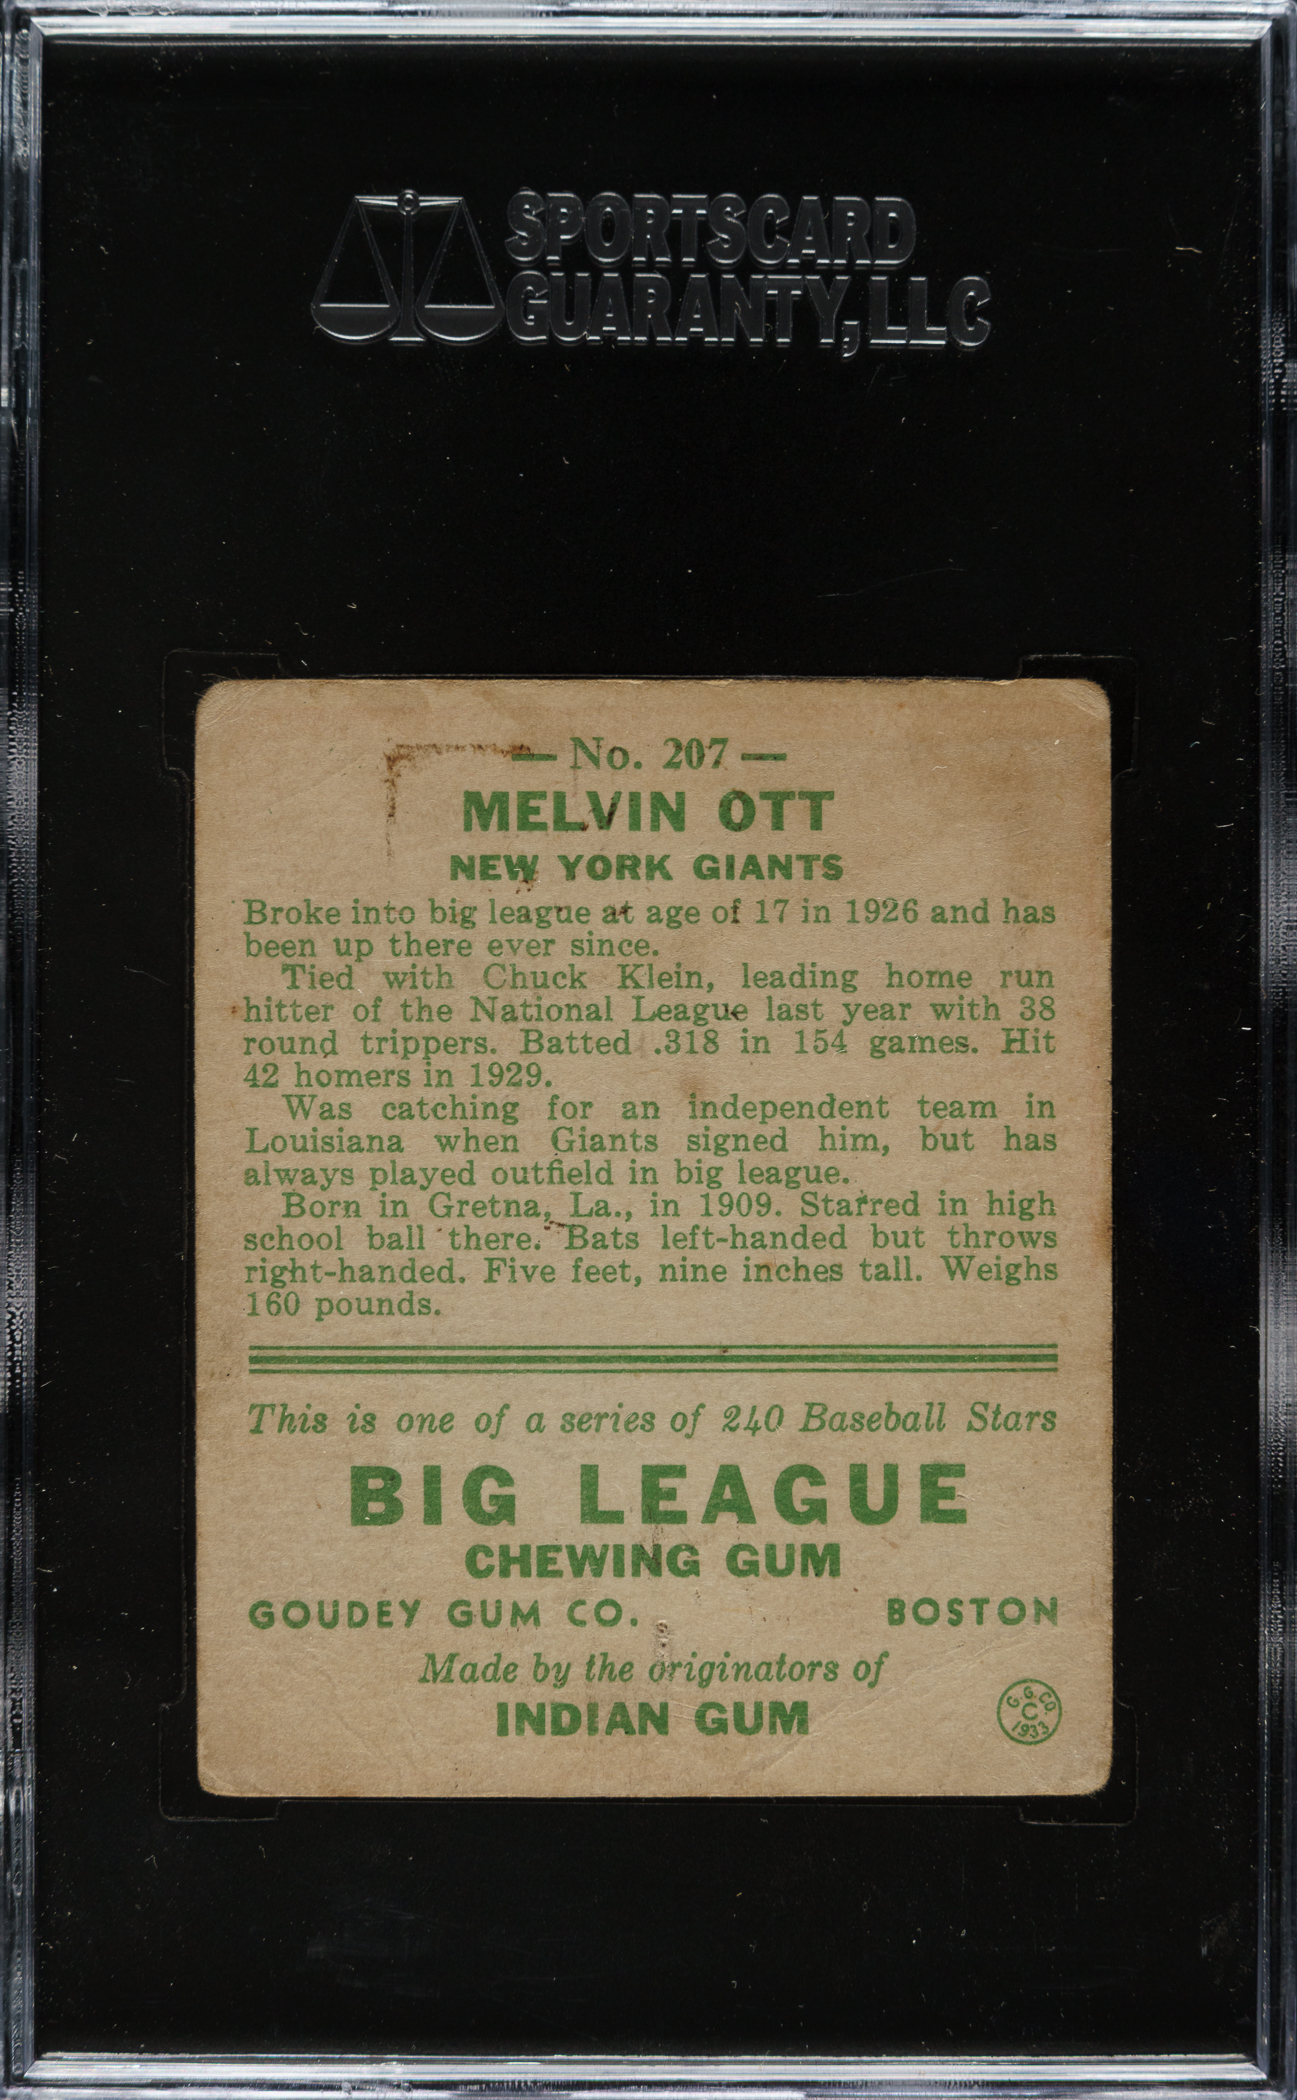 SPORTSCARD
GUARANTY, LLC
— No. 207 —
MELVIN OTT
NEW YORK GIANTS
Broke into big league at age of 17 in 1926 and has
been up there ever since.
Tied with Chuck Klein, leading home run
hitter of the National League last year with 38
round trippers. Batted .318 in 154 games. Hit
42 homers in 1929.
Was catching for an independent team in
Louisiana when Giants signed him, but has
always played outfield in big league.
Born in Gretna, La., in 1909. Starred in high
school ball there. Bats left-handed but throws
right-handed. Five feet, nine inches tall. Weighs
160 pounds.
This is one of a series of 240 Baseball Stars
BIG LEAGUE
CHEWING GUM
GOUDEY GUM CO. BOSTON
Made by the originators of
INDIAN GUM
G.G.CO.
C
1933